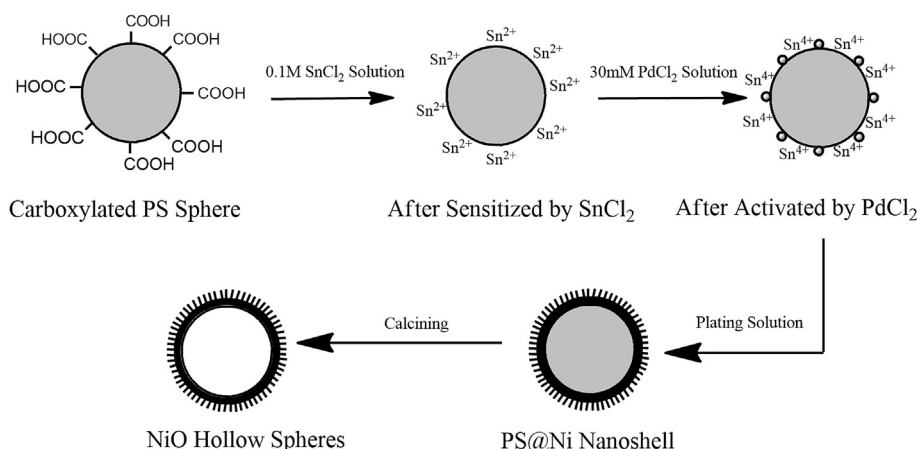 COOH
HOOC
COOH
HOOC
COOH
HOOC
COOH
COOH
0.1M SnCl₂ Solution
Sn²⁺
Sn²⁺
Sn²⁺
Sn²⁺
Sn²⁺
Sn²⁺
Sn²⁺
Sn²⁺
30mM PdCl₂ Solution
Sn⁴⁺
Sn⁴⁺
Sn⁴⁺
Sn⁴⁺
Sn⁴⁺
Sn⁴⁺
Sn⁴⁺
Sn⁴⁺
Carboxylated PS Sphere
After Sensitized by SnCl₂
After Activated by PdCl₂
Calcining
Plating Solution
NiO Hollow Spheres
PS@Ni Nanoshell